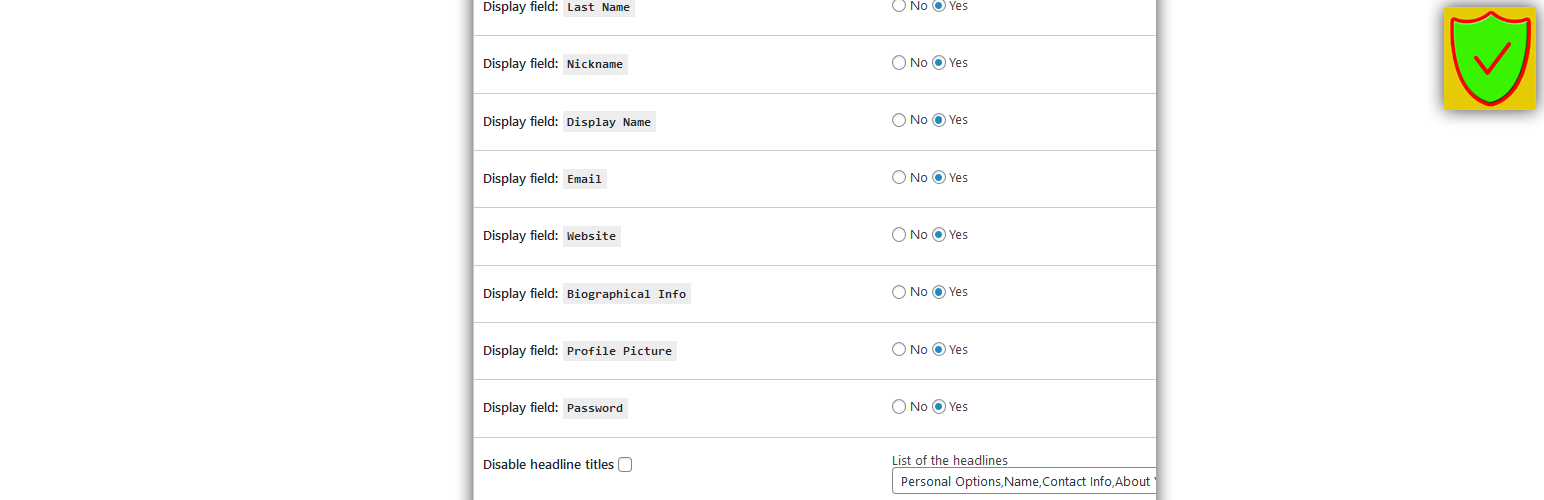 Display field: Last Name No Yes
Display field: Nickname No Yes
Display field: Display Name No Yes
Display field: Email No Yes
Display field: Website No Yes
Display field: Biographical Info No Yes
Display field: Profile Picture No Yes
Display field: Password No Yes
Disable headline titles List of the headlines
Personal Options,Name,Contact Info,About